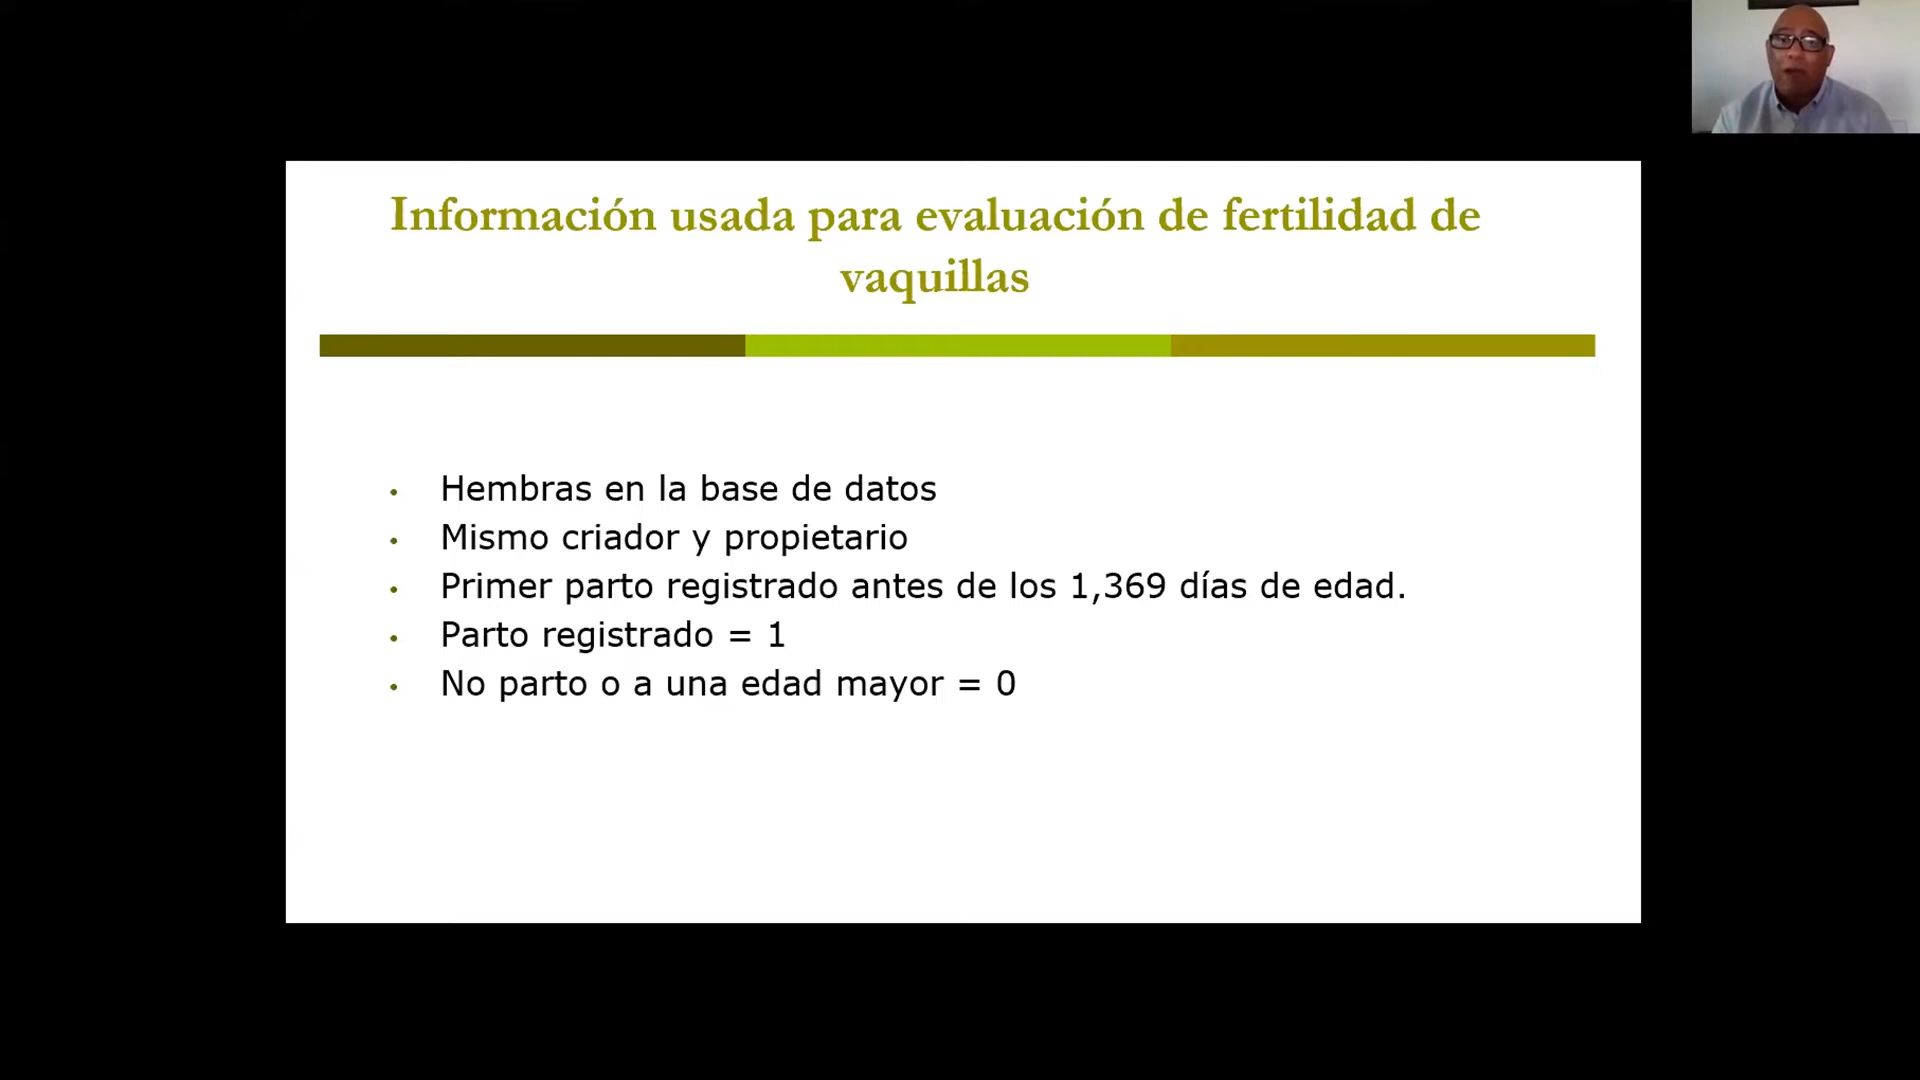 Información usada para evaluación de fertilidad de
vaquillas
• Hembras en la base de datos
• Mismo criador y propietario
• Primer parto registrado antes de los 1,369 días de edad.
• Parto registrado = 1
• No parto o a una edad mayor = 0